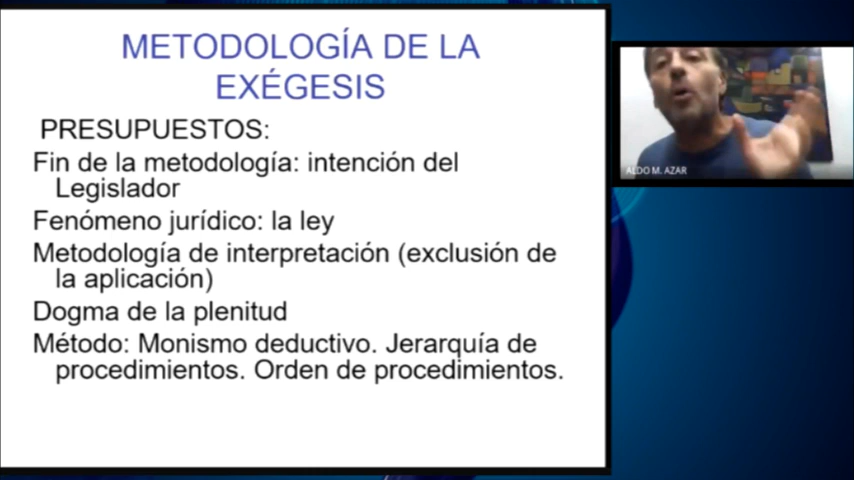 METODOLOGÍA DE LA
EXÉGESIS
PRESUPUESTOS:
Fin de la metodología: intención del
Legislador
Fenómeno jurídico: la ley
Metodología de interpretación (exclusión de
la aplicación)
Dogma de la plenitud
Método: Monismo deductivo. Jerarquía de
procedimientos. Orden de procedimientos.
ALDO M. AZAR